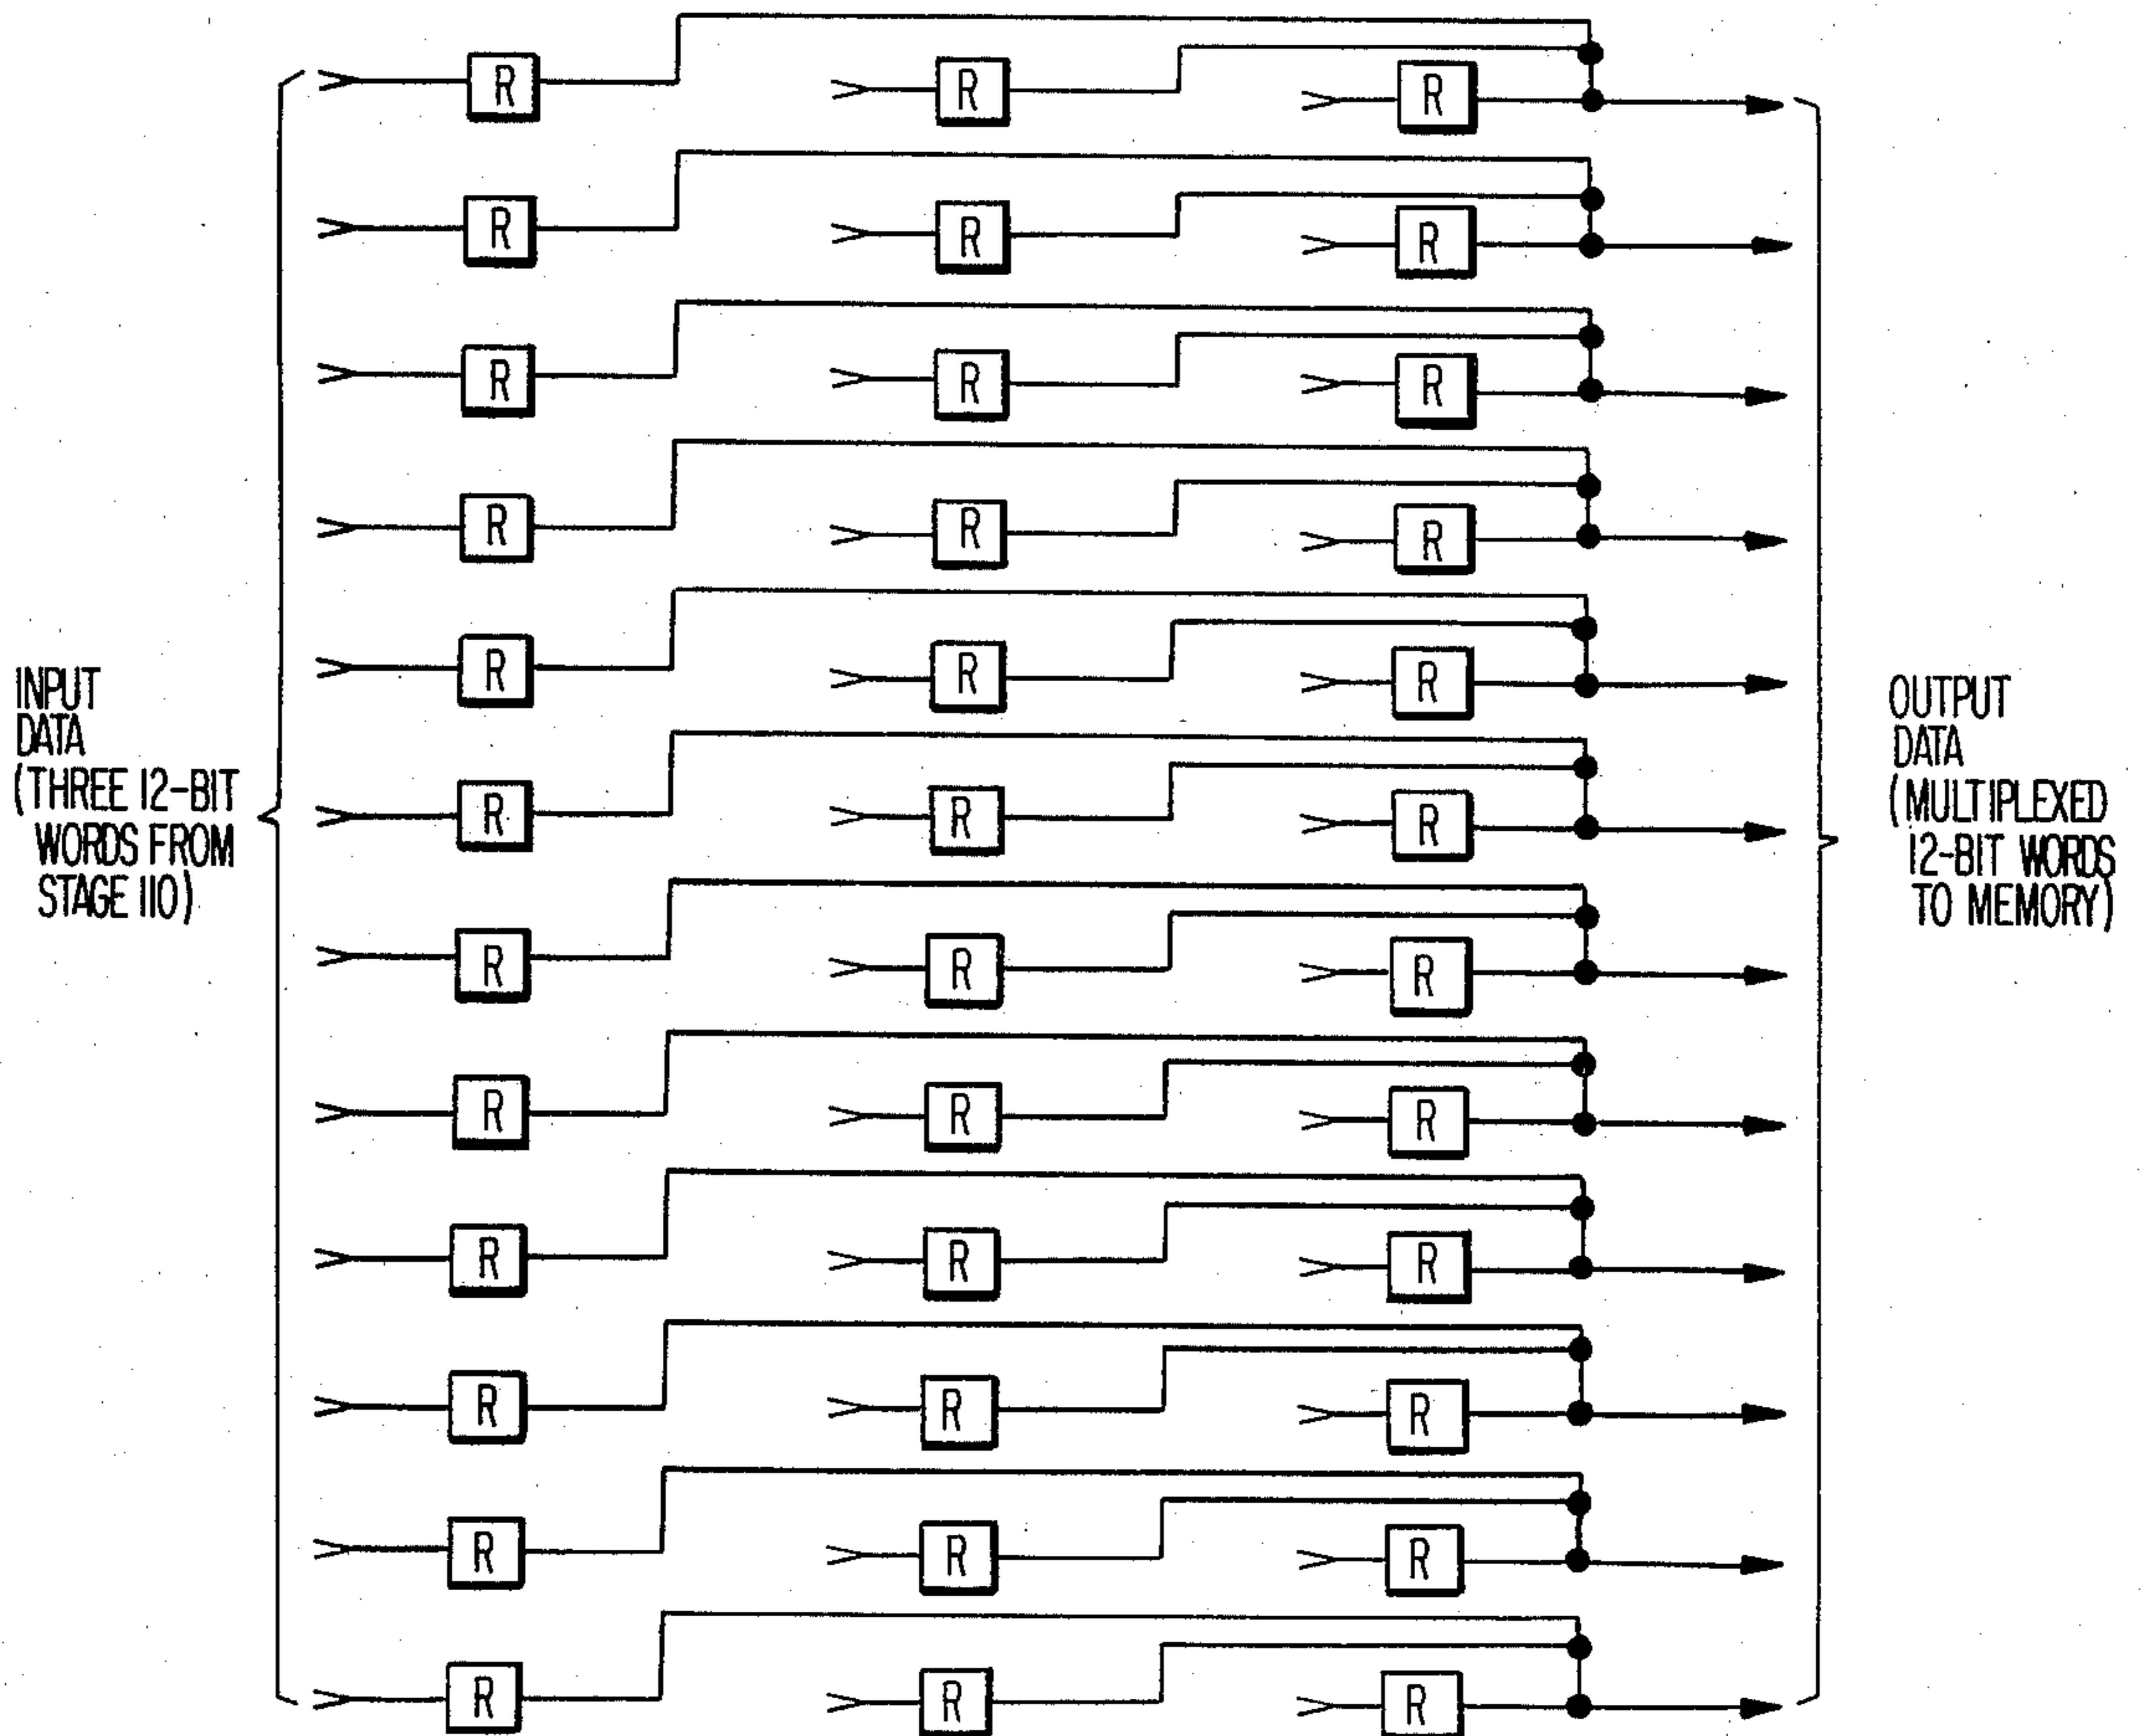 R R R
R R R
R R R
R R R
R R R
INPUT
DATA
(THREE 12-BIT
WORDS FROM
STAGE 110)
R R R
R R R
R R R
R R R
R R R
R R R
R R R
OUTPUT
DATA
(MULTIPLEXED
12-BIT WORDS
TO MEMORY)